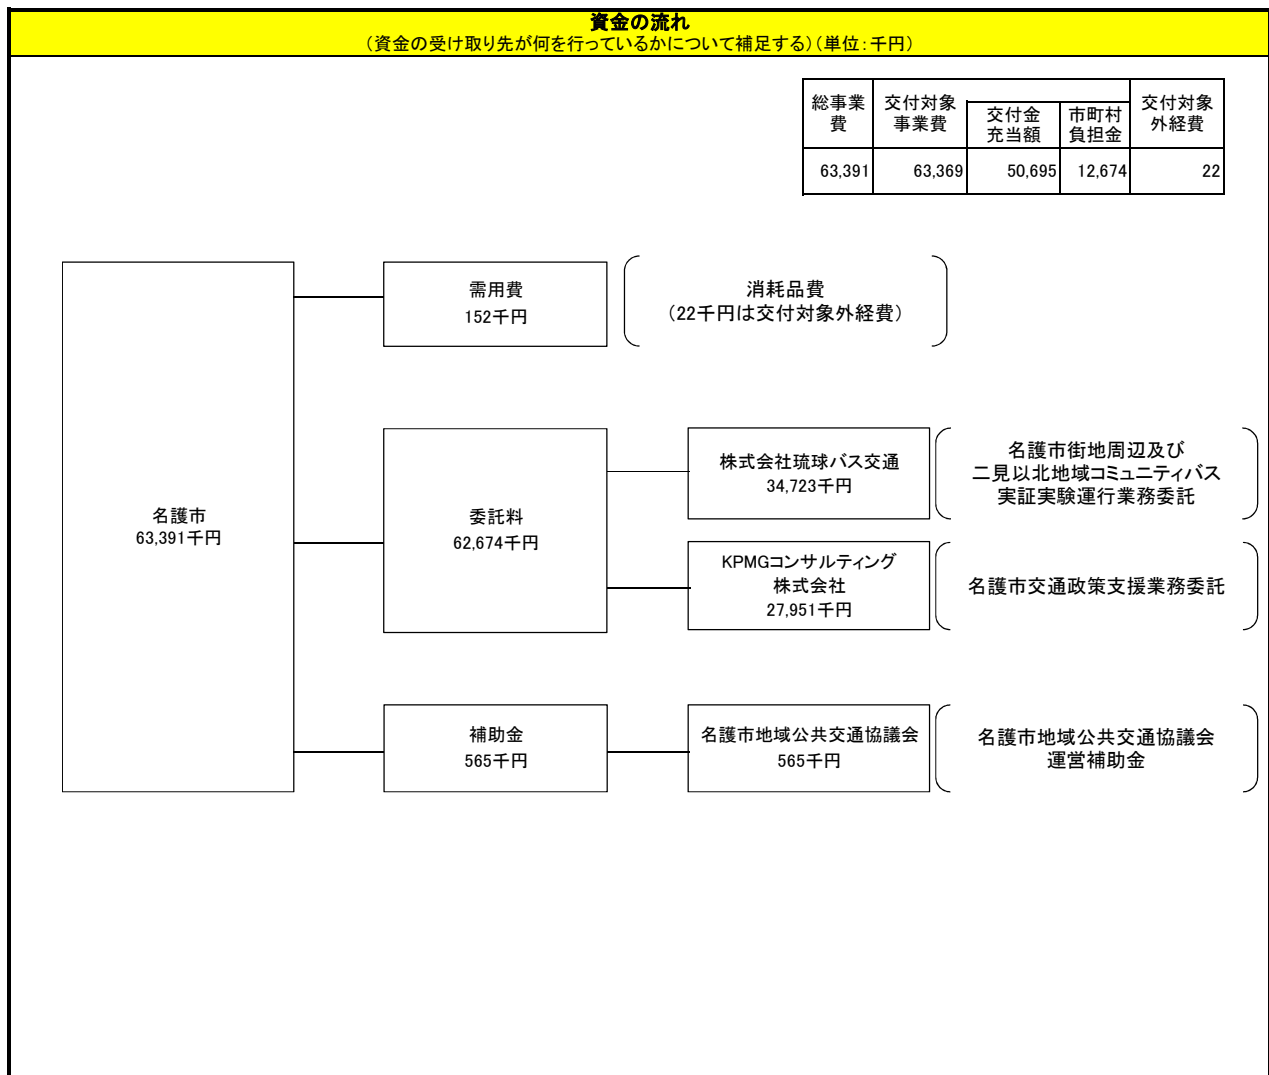 資金の流れ
（資金の受け取り先が何を行っているかについて補足する）（単位：千円）
総事業
費
交付対象
事業費
交付金
充当額
市町村
負担金
交付対象
外経費
63,391
63,369
50,695
12,674
22
名護市
63,391千円
需用費
152千円
消耗品費
（22千円は交付対象外経費）
委託料
62,674千円
株式会社琉球バス交通
34,723千円
名護市街地周辺及び
二見以北地域コミュニティバス
実証実験運行業務委託
KPMGコンサルティング
株式会社
27,951千円
名護市交通政策支援業務委託
補助金
565千円
名護市地域公共交通協議会
565千円
名護市地域公共交通協議会
運営補助金